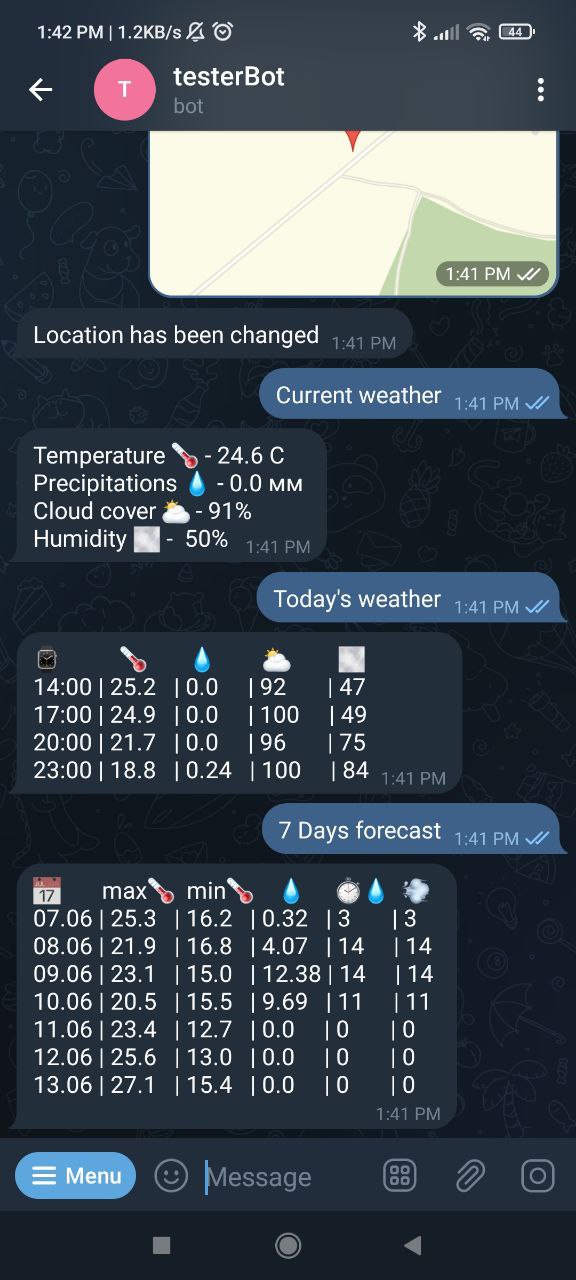 1:42 PM | 1.2KB/s
44
T
testerBot
bot
1:41 PM
Location has been changed 1:41 PM
Current weather 1:41 PM
Temperature 🌡 - 24.6 C
Precipitations 💧 - 0.0 мм
Cloud cover 🌥 - 91%
Humidity 🌫 - 50% 1:41 PM
Today's weather 1:41 PM
14:00 | 25.2 | 0.0 | 92 | 47
17:00 | 24.9 | 0.0 | 100 | 49
20:00 | 21.7 | 0.0 | 96 | 75
23:00 | 18.8 | 0.24 | 100 | 84 1:41 PM
7 Days forecast 1:41 PM
JUL 17 max🌡 min🌡 💧 ⏱💧 💨
07.06 | 25.3 | 16.2 | 0.32 | 3 | 3
08.06 | 21.9 | 16.8 | 4.07 | 14 | 14
09.06 | 23.1 | 15.0 | 12.38 | 14 | 14
10.06 | 20.5 | 15.5 | 9.69 | 11 | 11
11.06 | 23.4 | 12.7 | 0.0 | 0 | 0
12.06 | 25.6 | 13.0 | 0.0 | 0 | 0
13.06 | 27.1 | 15.4 | 0.0 | 0 | 0
1:41 PM
Menu
Message